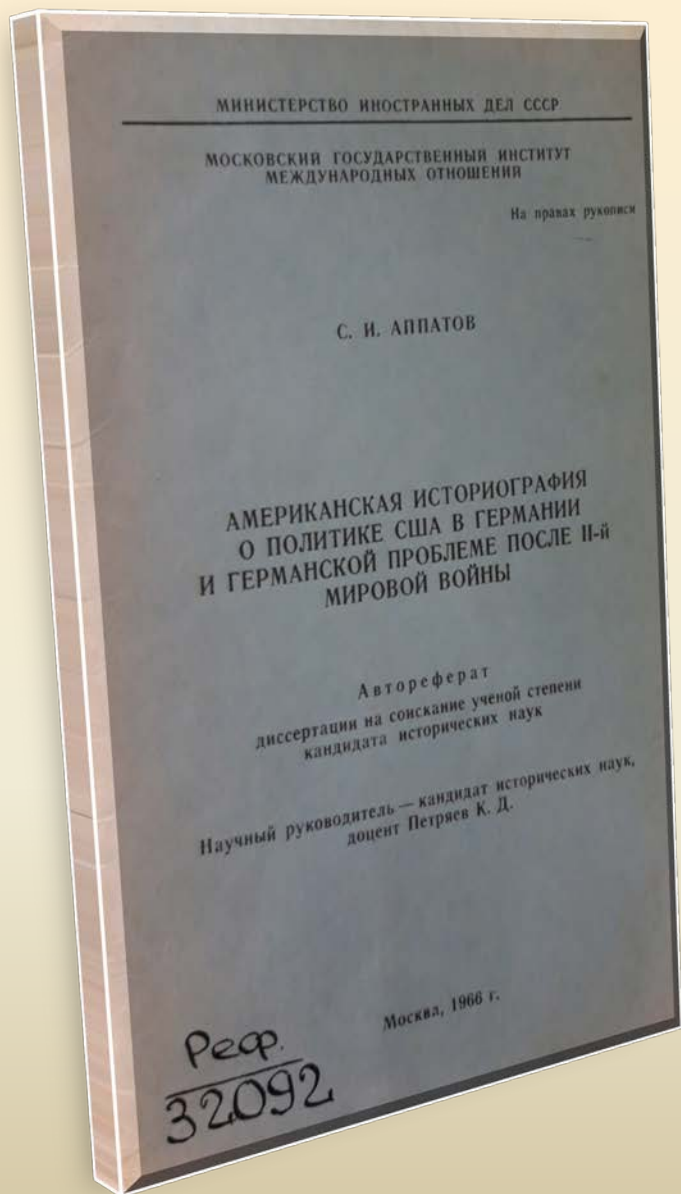 МИНИСТЕРСТВО ИНОСТРАННЫХ ДЕЛ СССР
МОСКОВСКИЙ ГОСУДАРСТВЕННЫЙ ИНСТИТУТ
МЕЖДУНАРОДНЫХ ОТНОШЕНИЙ
На правах рукописи
С. И. АППАТОВ
АМЕРИКАНСКАЯ ИСТОРИОГРАФИЯ
О ПОЛИТИКЕ США В ГЕРМАНИИ
И ГЕРМАНСКОЙ ПРОБЛЕМЕ ПОСЛЕ II-й
МИРОВОЙ ВОЙНЫ
Автореферат
диссертации на соискание ученой степени
кандидата исторических наук
Научный руководитель — кандидат исторических наук,
доцент Петряев К. Д.
Москва, 1966 г.
Реф.
32092